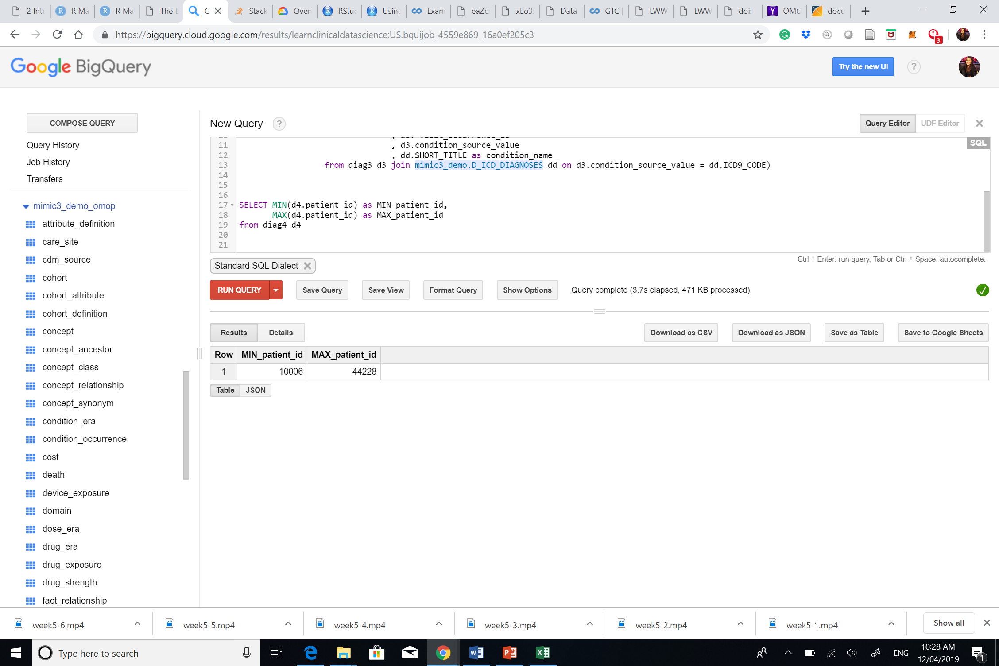 2 Intr
R Ma
R Ma
The D
G
Stack
Over
RStu
Using
Exam
eaZc
xEo3
Data
GTC
LWW
LWW
doi:
OMO
docu
https://bigquery.cloud.google.com/results/learnclinicaldatascience:US.bquijob_4559e869_16a0ef205c3
3
Google BigQuery
Try the new UI
?
COMPOSE QUERY
Query History
Job History
Transfers
mimic3_demo_omop
attribute_definition
care_site
cdm_source
cohort
cohort_attribute
cohort_definition
concept
concept_ancestor
concept_class
concept_relationship
concept_synonym
condition_era
condition_occurrence
cost
death
device_exposure
domain
dose_era
drug_era
drug_exposure
drug_strength
fact_relationship
New Query ?
Query Editor UDF Editor
SQL
11 , d3.condition_source_value
12 , dd.SHORT_TITLE as condition_name
13 from diag3 d3 join mimic3_demo.D_ICD_DIAGNOSES dd on d3.condition_source_value = dd.ICD9_CODE)
14
15
16
17 SELECT MIN(d4.patient_id) as MIN_patient_id,
18 MAX(d4.patient_id) as MAX_patient_id
19 from diag4 d4
20
21
Ctrl + Enter: run query, Tab or Ctrl + Space: autocomplete.
Standard SQL Dialect
RUN QUERY Save Query Save View Format Query Show Options Query complete (3.7s elapsed, 471 KB processed)
Results Details Download as CSV Download as JSON Save as Table Save to Google Sheets
Row MIN_patient_id MAX_patient_id
1 10006 44228
Table JSON
week5-6.mp4 week5-5.mp4 week5-4.mp4 week5-3.mp4 week5-2.mp4 week5-1.mp4 Show all
Type here to search
ENG
10:28 AM
12/04/2019
1